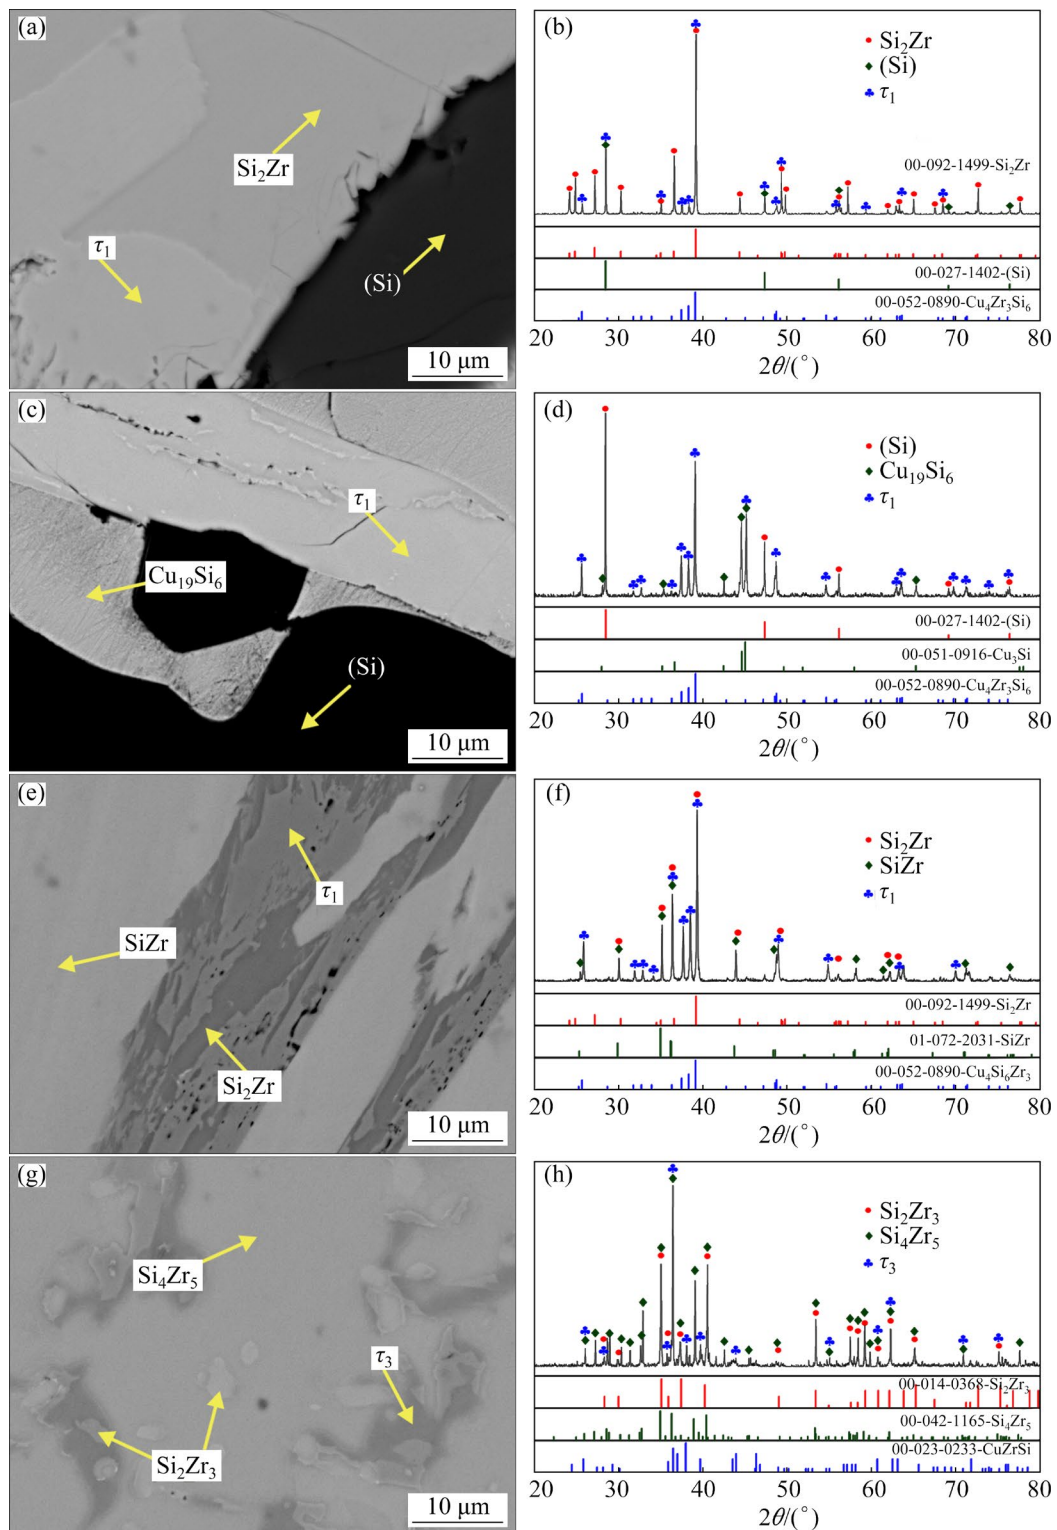 (a)
Si₂Zr
τ₁
(Si)
10 μm
(b)
Si₂Zr
(Si)
τ₁
00-092-1499-Si₂Zr
00-027-1402-(Si)
00-052-0890-Cu₄Zr₃Si₆
20 30 40 50 60 70 80
2θ/(°)
(c)
τ₁
Cu₁₉Si₆
(Si)
10 μm
(d)
(Si)
Cu₁₉Si₆
τ₁
00-027-1402-(Si)
00-051-0916-Cu₃Si
00-052-0890-Cu₄Zr₃Si₆
20 30 40 50 60 70 80
2θ/(°)
(e)
τ₁
SiZr
Si₂Zr
10 μm
(f)
Si₂Zr
SiZr
τ₁
00-092-1499-Si₂Zr
01-072-2031-SiZr
00-052-0890-Cu₄Si₆Zr₃
20 30 40 50 60 70 80
2θ/(°)
(g)
Si₄Zr₅
τ₃
Si₂Zr₃
10 μm
(h)
Si₂Zr₃
Si₄Zr₅
τ₃
00-014-0368-Si₂Zr₃
00-042-1165-Si₄Zr₅
00-023-0233-CuZrSi
20 30 40 50 60 70 80
2θ/(°)